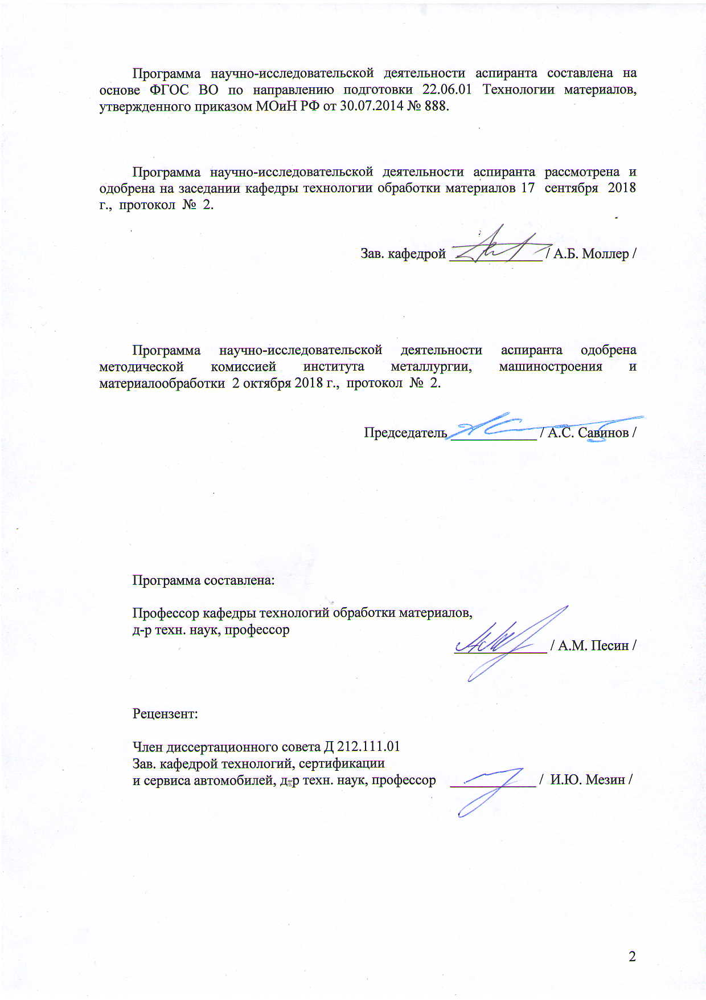 Программа научно-исследовательской деятельности аспиранта составлена на
основе ФГОС ВО по направлению подготовки 22.06.01 Технологии материалов,
утвержденного приказом МОиН РФ от 30.07.2014 № 888.
Программа научно-исследовательской деятельности аспиранта рассмотрена и
одобрена на заседании кафедры технологии обработки материалов 17 сентября 2018
г., протокол № 2.
Зав. кафедрой _____________ / А.Б. Моллер /
Программа научно-исследовательской деятельности аспиранта одобрена
методической комиссией института металлургии, машиностроения и
материалообработки 2 октября 2018 г., протокол № 2.
Председатель ____________ / А.С. Савинов /
Программа составлена:
Профессор кафедры технологий обработки материалов,
д-р техн. наук, профессор
_____________ / А.М. Песин /
Рецензент:
Член диссертационного совета Д 212.111.01
Зав. кафедрой технологий, сертификации
и сервиса автомобилей, д-р техн. наук, профессор ____________ / И.Ю. Мезин /
2